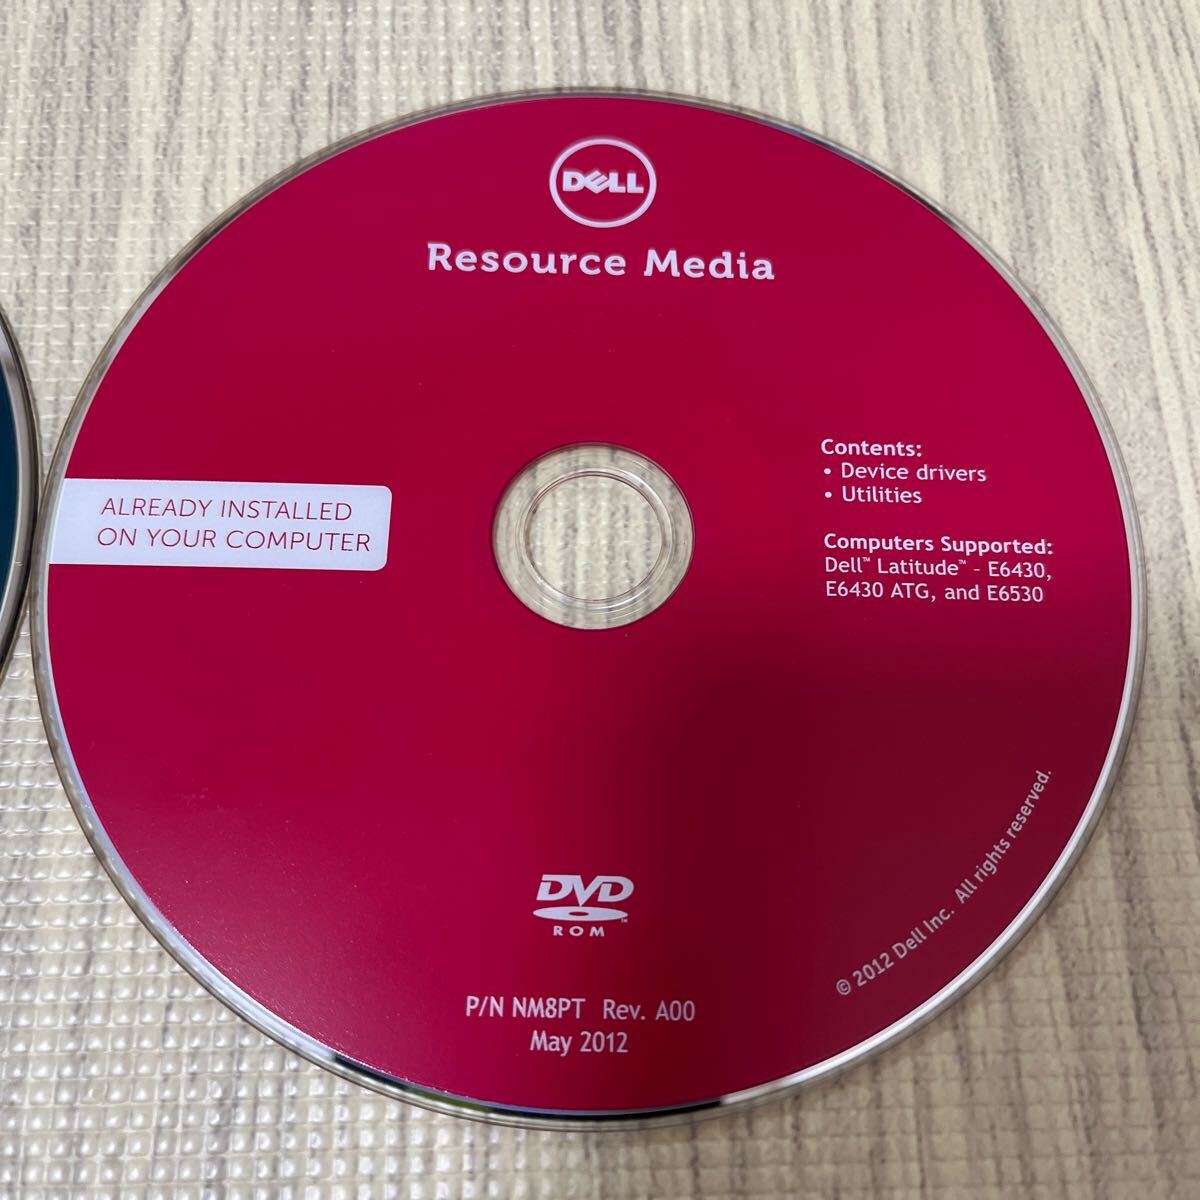 DELL
Resource Media
ALREADY INSTALLED
ON YOUR COMPUTER
Contents:
• Device drivers
• Utilities
Computers Supported:
Dell™ Latitude™ - E6430,
E6430 ATG, and E6530
DVD™
ROM
P/N NM8PT Rev. A00
May 2012
© 2012 Dell Inc. All rights reserved.